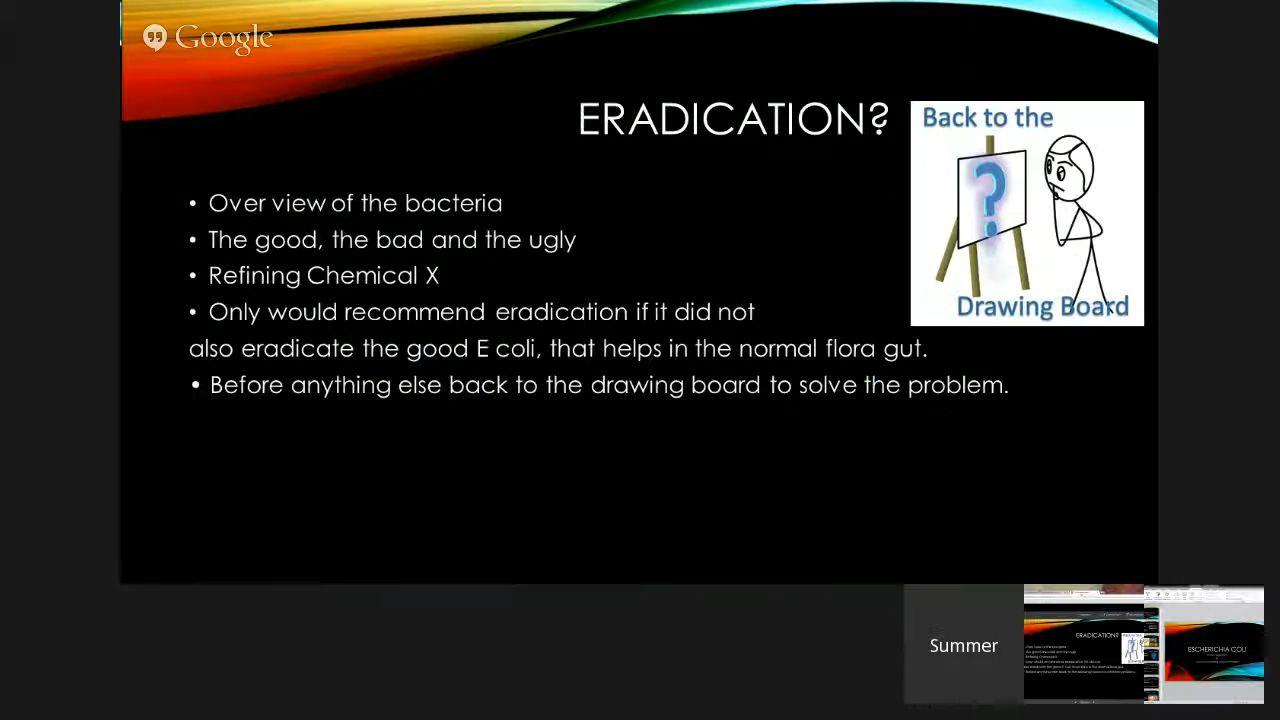 Google
ERADICATION?
Back to the
Drawing Board
• Over view of the bacteria
• The good, the bad and the ugly
• Refining Chemical X
• Only would recommend eradication if it did not
also eradicate the good E coli, that helps in the normal flora gut.
• Before anything else back to the drawing board to solve the problem.
Summer
ERADICATION?
ESCHERICHIA COLI